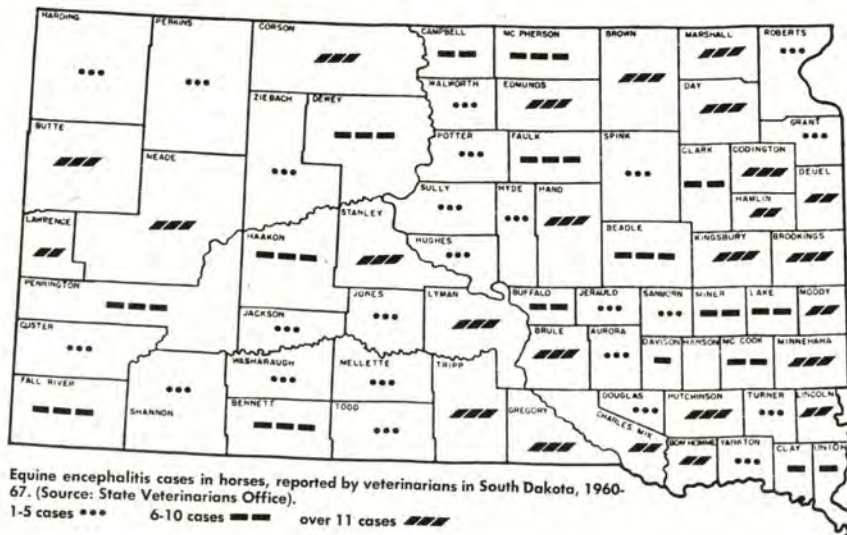 HARDING PERKINS CORSON CAMPBELL MC PHERSON BROWN MARSHALL ROBERTS
WALWORTH EDMUNDS DAY
ZIEBACH DEWEY
BUTTE MEADE POTTER FAULK SPINK GRANT
CLARK CODINGTON
DEUEL
SULLY HYDE HAND HAMLIN
LAWRENCE STANLEY
HAAKON HUGHES BEADLE KINGSBURY BROOKINGS
PENNINGTON JONES LYMAN BUFFALO JERAULD SANBORN MINER LAKE MOODY
JACKSON
CUSTER BRULE AURORA DAVISON HANSON MC COOK MINNEHAHA
WASHARAUGH MELLETTE TRIPP
FALL RIVER DOUGLAS HUTCHINSON TURNER LINCOLN
SHANNON BENNETT TODD GREGORY CHARLES MIX
BON HOMME YANKTON CLAY UNION
Equine encephalitis cases in horses, reported by veterinarians in South Dakota, 1960-
67. (Source: State Veterinarians Office).
1-5 cases 6-10 cases over 11 cases